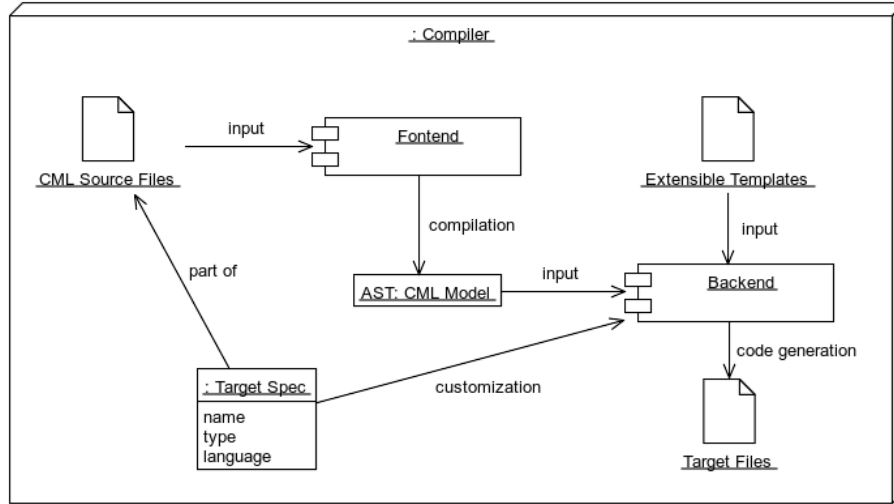 : Compiler
input
Fontend
CML Source Files
Extensible Templates
compilation
input
part of
AST: CML Model
input
Backend
code generation
: Target Spec
customization
name
type
language
Target Files